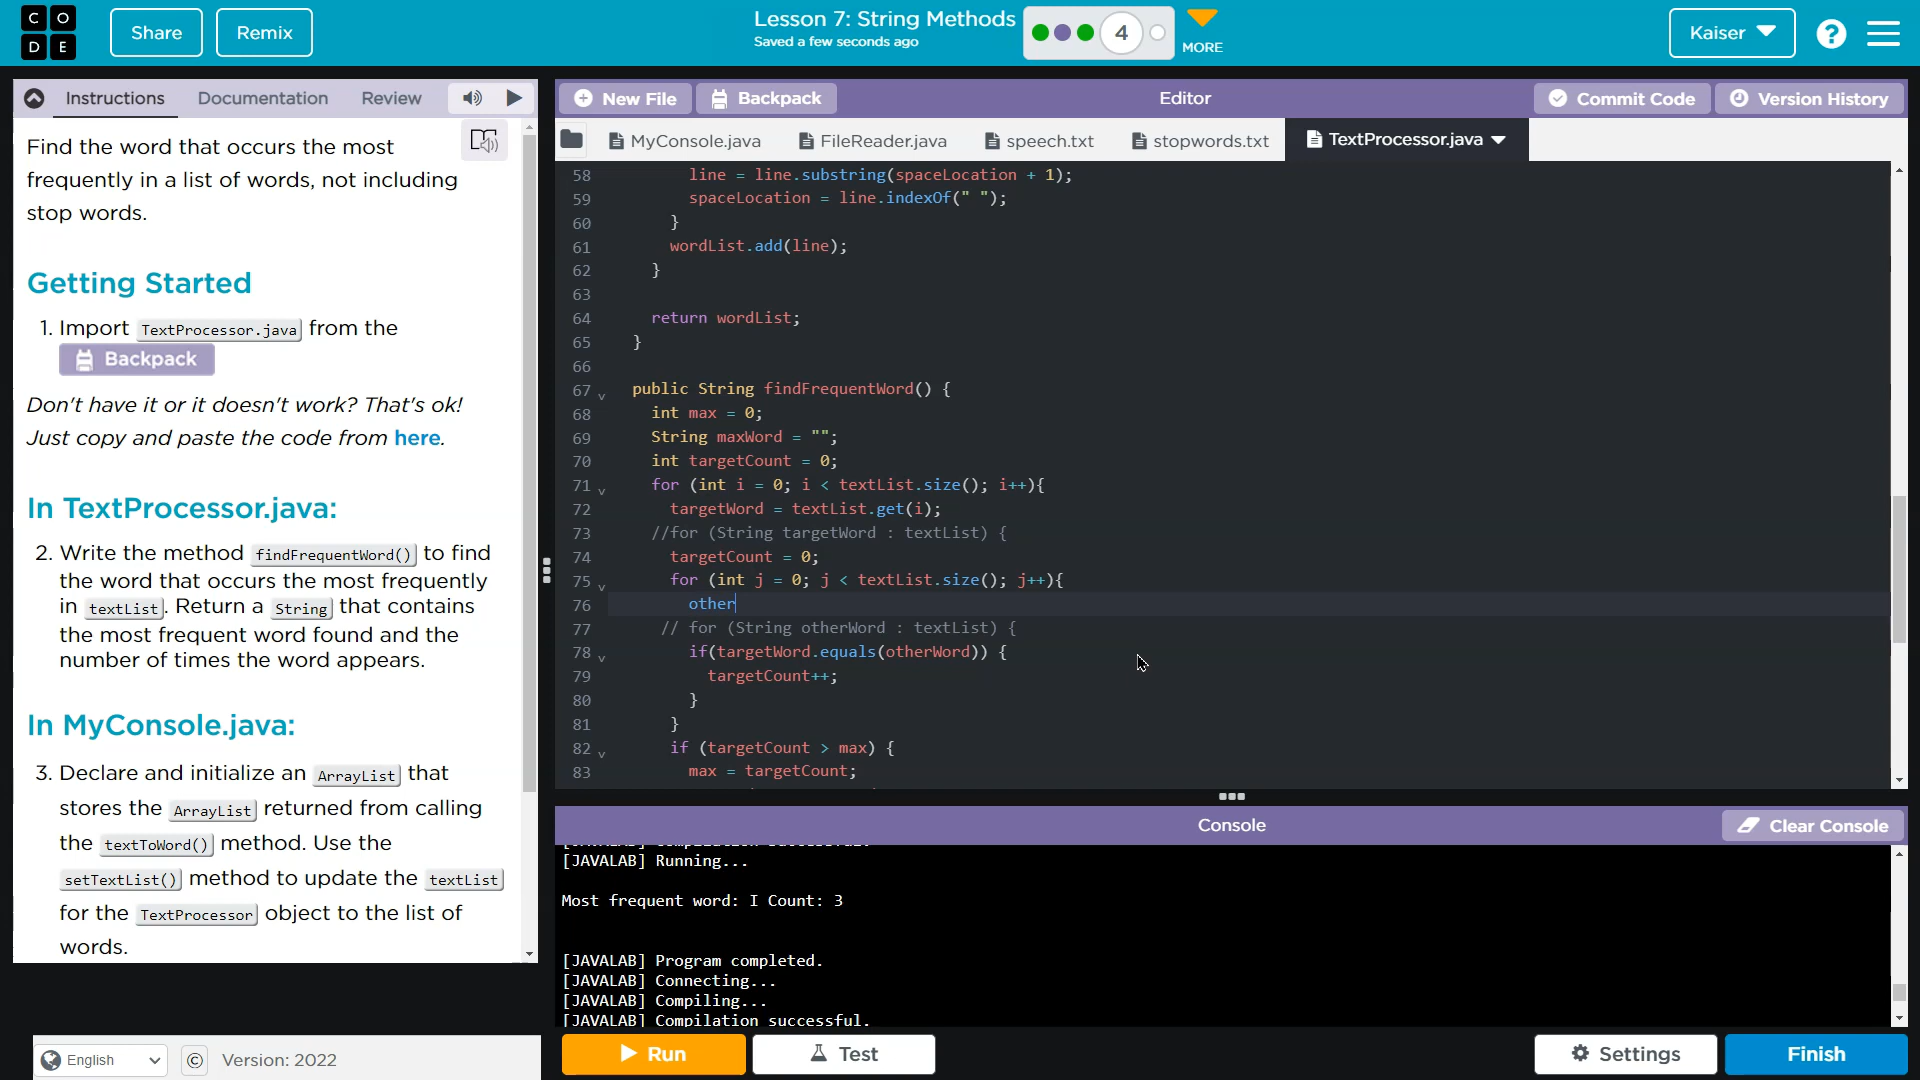 C O
D E
Share
Remix
Lesson 7: String Methods
Saved a few seconds ago
4
MORE
Kaiser
?
Instructions
Documentation
Review
Find the word that occurs the most
frequently in a list of words, not including
stop words.
Getting Started
1. Import TextProcessor.java from the
Backpack
Don't have it or it doesn't work? That's ok!
Just copy and paste the code from here.
In TextProcessor.java:
2. Write the method findFrequentWord() to find
the word that occurs the most frequently
in textList. Return a String that contains
the most frequent word found and the
number of times the word appears.
In MyConsole.java:
3. Declare and initialize an ArrayList that
stores the ArrayList returned from calling
the textToWord() method. Use the
setTextList() method to update the textList
for the TextProcessor object to the list of
words.
English
©
Version: 2022
New File
Backpack
Editor
Commit Code
Version History
MyConsole.java
FileReader.java
speech.txt
stopwords.txt
TextProcessor.java
58 line = line.substring(spaceLocation + 1);
59 spaceLocation = line.indexOf(" ");
60 }
61 wordList.add(line);
62 }
63
64 return wordList;
65 }
66
67 public String findFrequentWord() {
68 int max = 0;
69 String maxWord = "";
70 int targetCount = 0;
71 for (int i = 0; i < textList.size(); i++){
72 targetWord = textList.get(i);
73 //for (String targetWord : textList) {
74 targetCount = 0;
75 for (int j = 0; j < textList.size(); j++){
76 other
77 // for (String otherWord : textList) {
78 if(targetWord.equals(otherWord)) {
79 targetCount++;
80 }
81 }
82 if (targetCount > max) {
83 max = targetCount;
Console
Clear Console
[JAVALAB] Compilation successful.
[JAVALAB] Running...
Most frequent word: I Count: 3
[JAVALAB] Program completed.
[JAVALAB] Connecting...
[JAVALAB] Compiling...
[JAVALAB] Compilation successful.
Run
Test
Settings
Finish